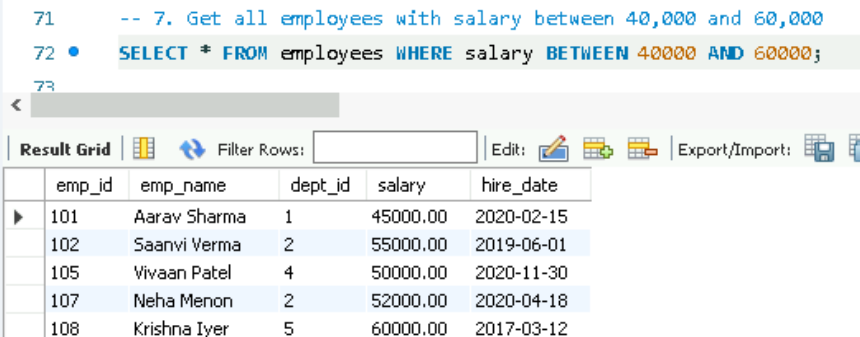 71 -- 7. Get all employees with salary between 40,000 and 60,000
72 SELECT * FROM employees WHERE salary BETWEEN 40000 AND 60000;
73
Result Grid Filter Rows: Edit: Export/Import:
emp_id emp_name dept_id salary hire_date
101 Aarav Sharma 1 45000.00 2020-02-15
102 Saanvi Verma 2 55000.00 2019-06-01
105 Vivaan Patel 4 50000.00 2020-11-30
107 Neha Menon 2 52000.00 2020-04-18
108 Krishna Iyer 5 60000.00 2017-03-12